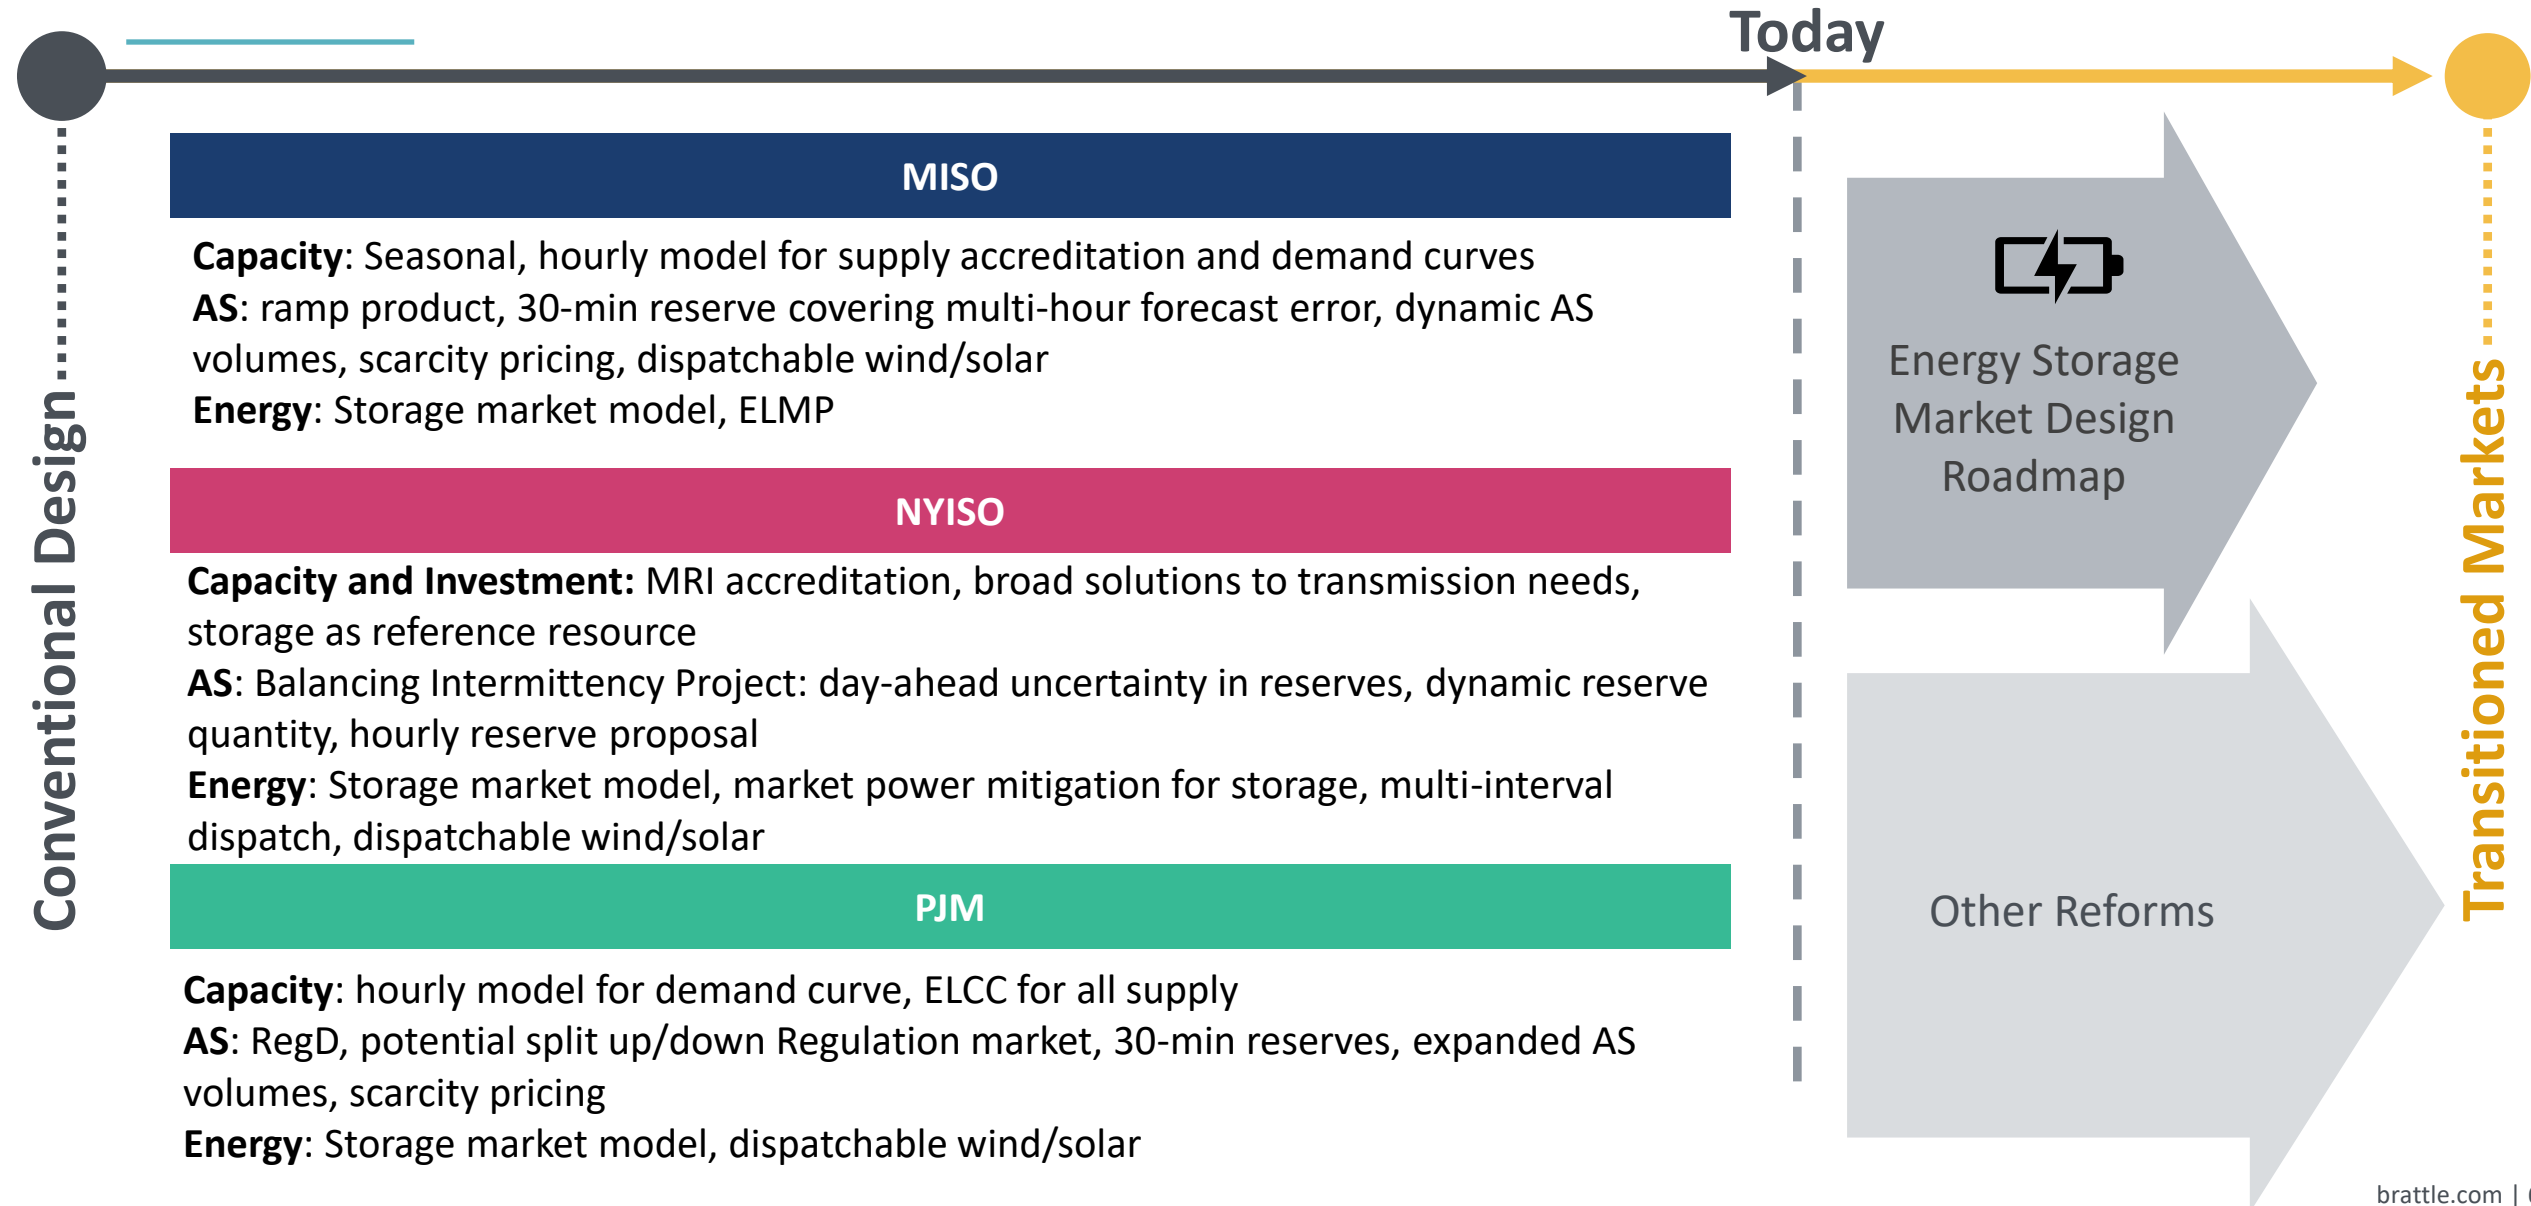 Today
Conventional Design
MISO
Capacity: Seasonal, hourly model for supply accreditation and demand curves
AS: ramp product, 30-min reserve covering multi-hour forecast error, dynamic AS
volumes, scarcity pricing, dispatchable wind/solar
Energy: Storage market model, ELMP
NYISO
Capacity and Investment: MRI accreditation, broad solutions to transmission needs,
storage as reference resource
AS: Balancing Intermittency Project: day-ahead uncertainty in reserves, dynamic reserve
quantity, hourly reserve proposal
Energy: Storage market model, market power mitigation for storage, multi-interval
dispatch, dispatchable wind/solar
PJM
Capacity: hourly model for demand curve, ELCC for all supply
AS: RegD, potential split up/down Regulation market, 30-min reserves, expanded AS
volumes, scarcity pricing
Energy: Storage market model, dispatchable wind/solar
Energy Storage
Market Design
Roadmap
Other Reforms
Transitioned Markets
brattle.com |